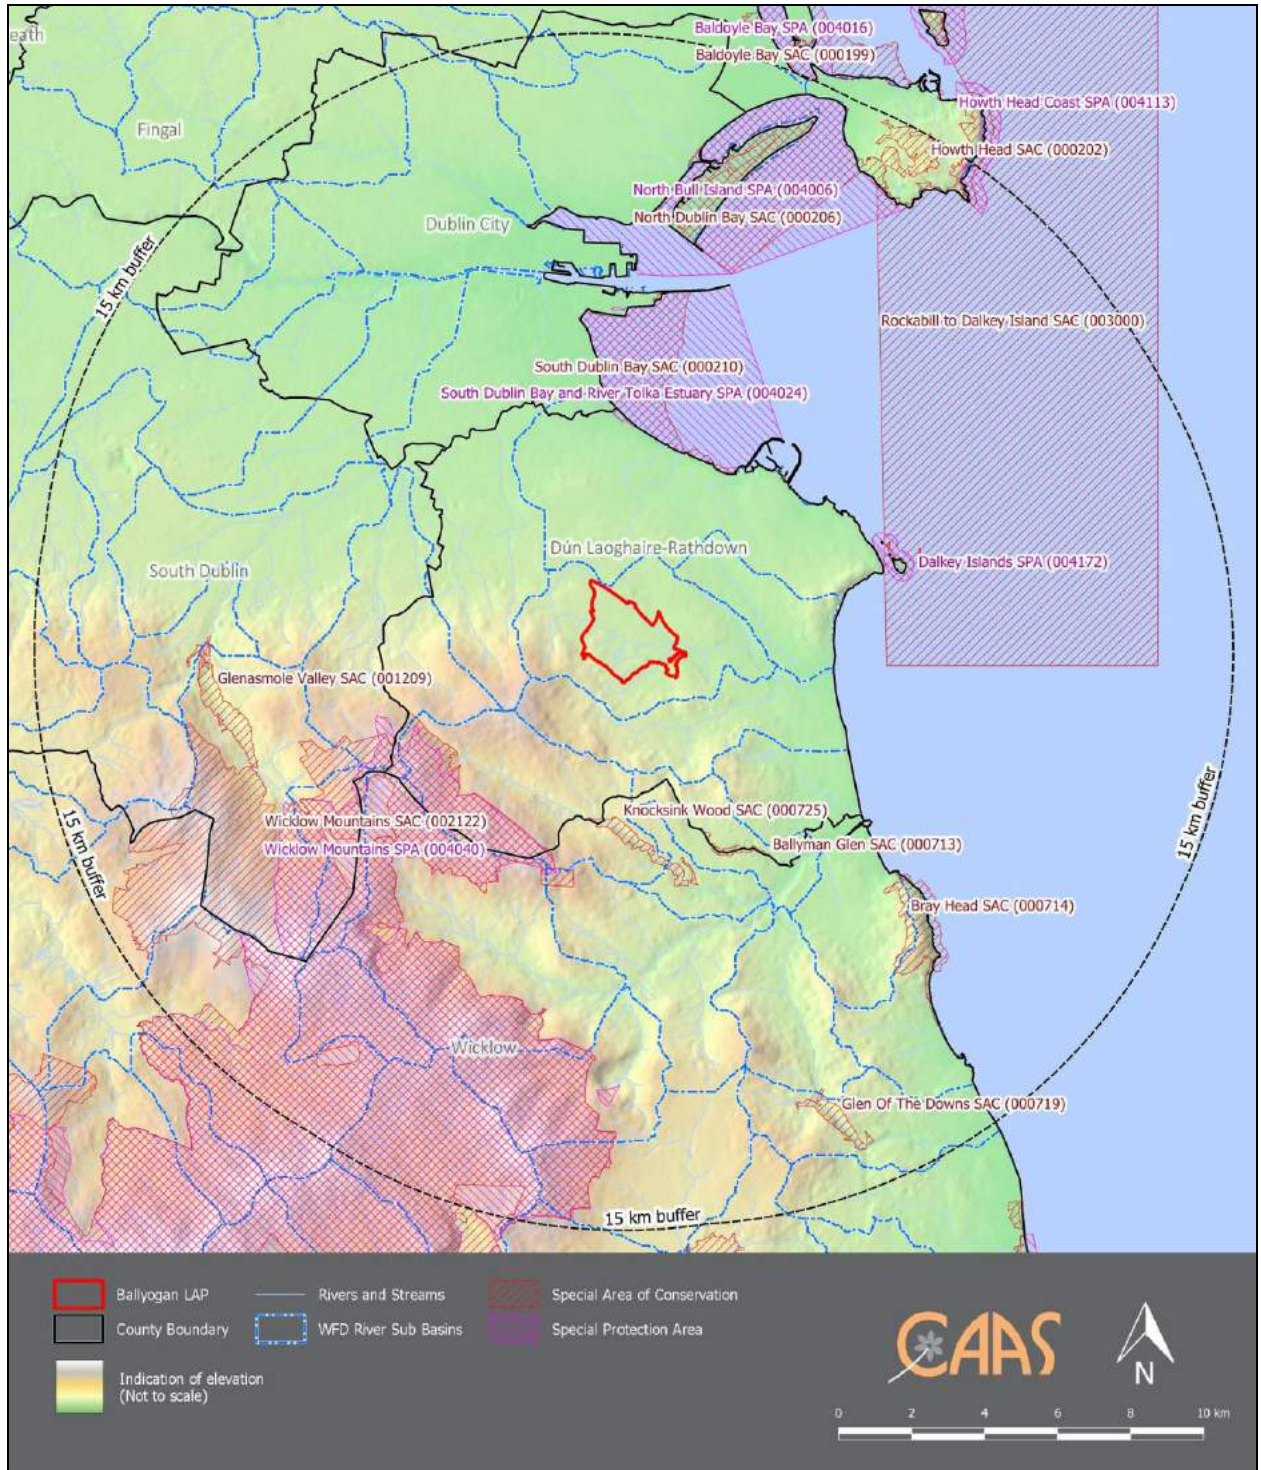 Baldoyle Bay SPA (004016)
eath
Baldoyle Bay SAC (000199)
Howth Head Coast SPA (004113)
Fingal
Howth Head SAC (000202)
North Bull Island SPA (004006)
North Dublin Bay SAC (000206)
Dublin City
15 km buffer
Rockabill to Dalkey Island SAC (003000)
South Dublin Bay SAC (000210)
South Dublin Bay and River Tolka Estuary SPA (004024)
Dún Laoghaire-Rathdown
Dalkey Islands SPA (004172)
South Dublin
Glenasmole Valley SAC (001209)
Knocksink Wood SAC (000725)
Wicklow Mountains SAC (002122)
Wicklow Mountains SPA (004040)
Ballyman Glen SAC (000713)
15 km buffer
15 km buffer
Bray Head SAC (000714)
Wicklow
Glen Of The Downs SAC (000719)
15 km buffer
Ballyogan LAP
Rivers and Streams
Special Area of Conservation
County Boundary
WFD River Sub Basins
Special Protection Area
Indication of elevation
(Not to scale)
CAAS
N
0 2 4 6 8 10 km